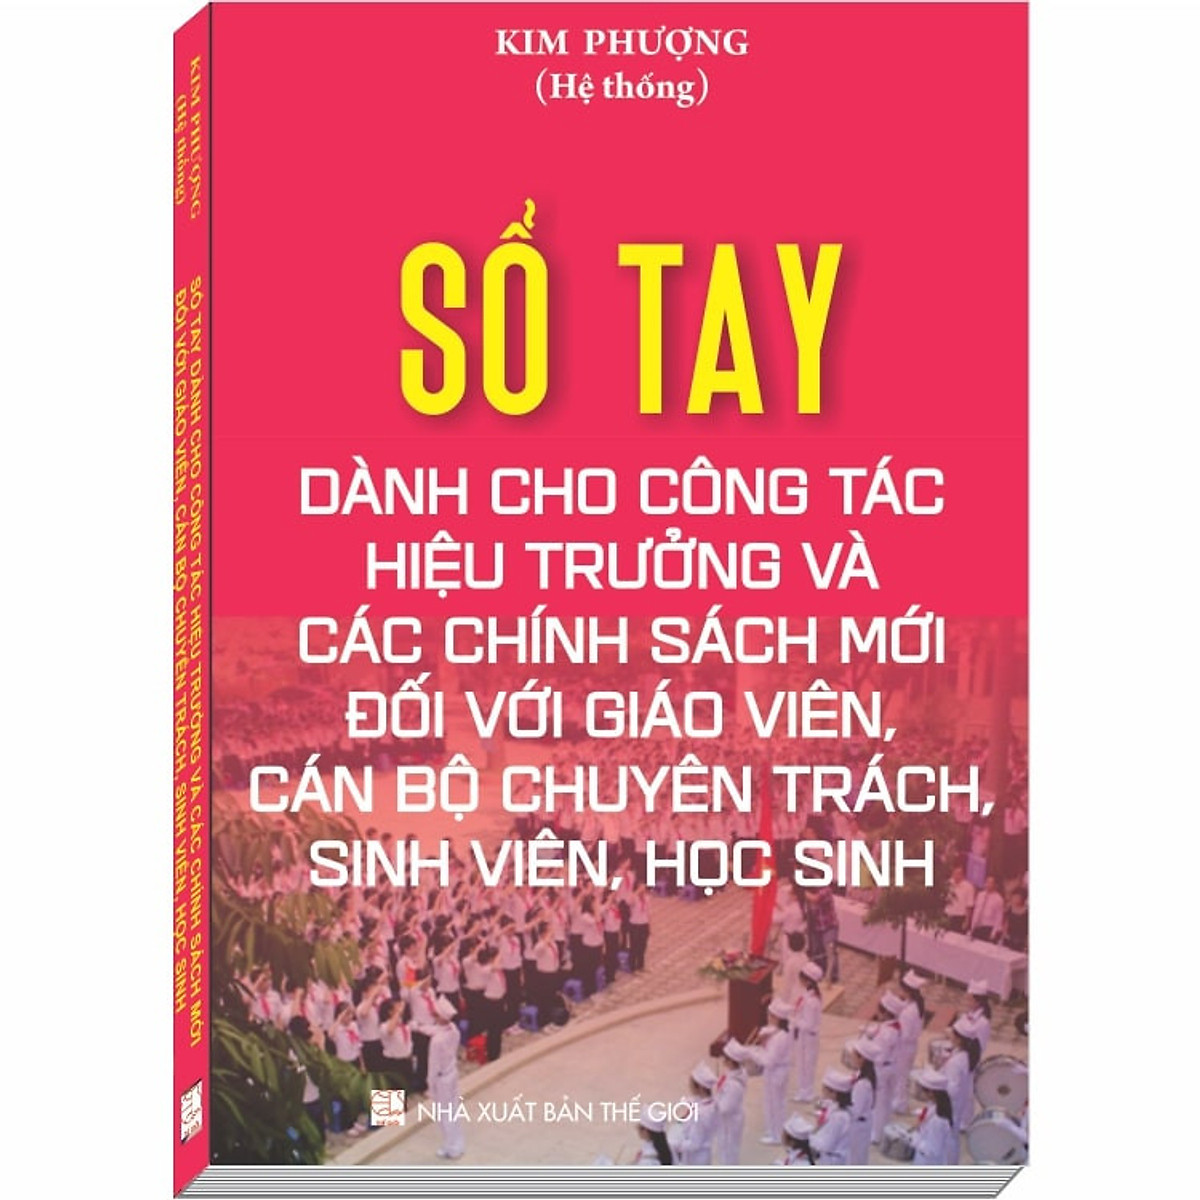 KIM PHƯỢNG
(Hệ thống)
SỔ TAY
DÀNH CHO CÔNG TÁC
HIỆU TRƯỞNG VÀ
CÁC CHÍNH SÁCH MỚI
ĐỐI VỚI GIÁO VIÊN,
CÁN BỘ CHUYÊN TRÁCH,
SINH VIÊN, HỌC SINH
NHÀ XUẤT BẢN THẾ GIỚI
KIM PHƯỢNG
(Hệ thống)
SỔ TAY DÀNH CHO CÔNG TÁC HIỆU TRƯỞNG VÀ CÁC CHÍNH SÁCH MỚI
ĐỐI VỚI GIÁO VIÊN, CÁN BỘ CHUYÊN TRÁCH, SINH VIÊN, HỌC SINH